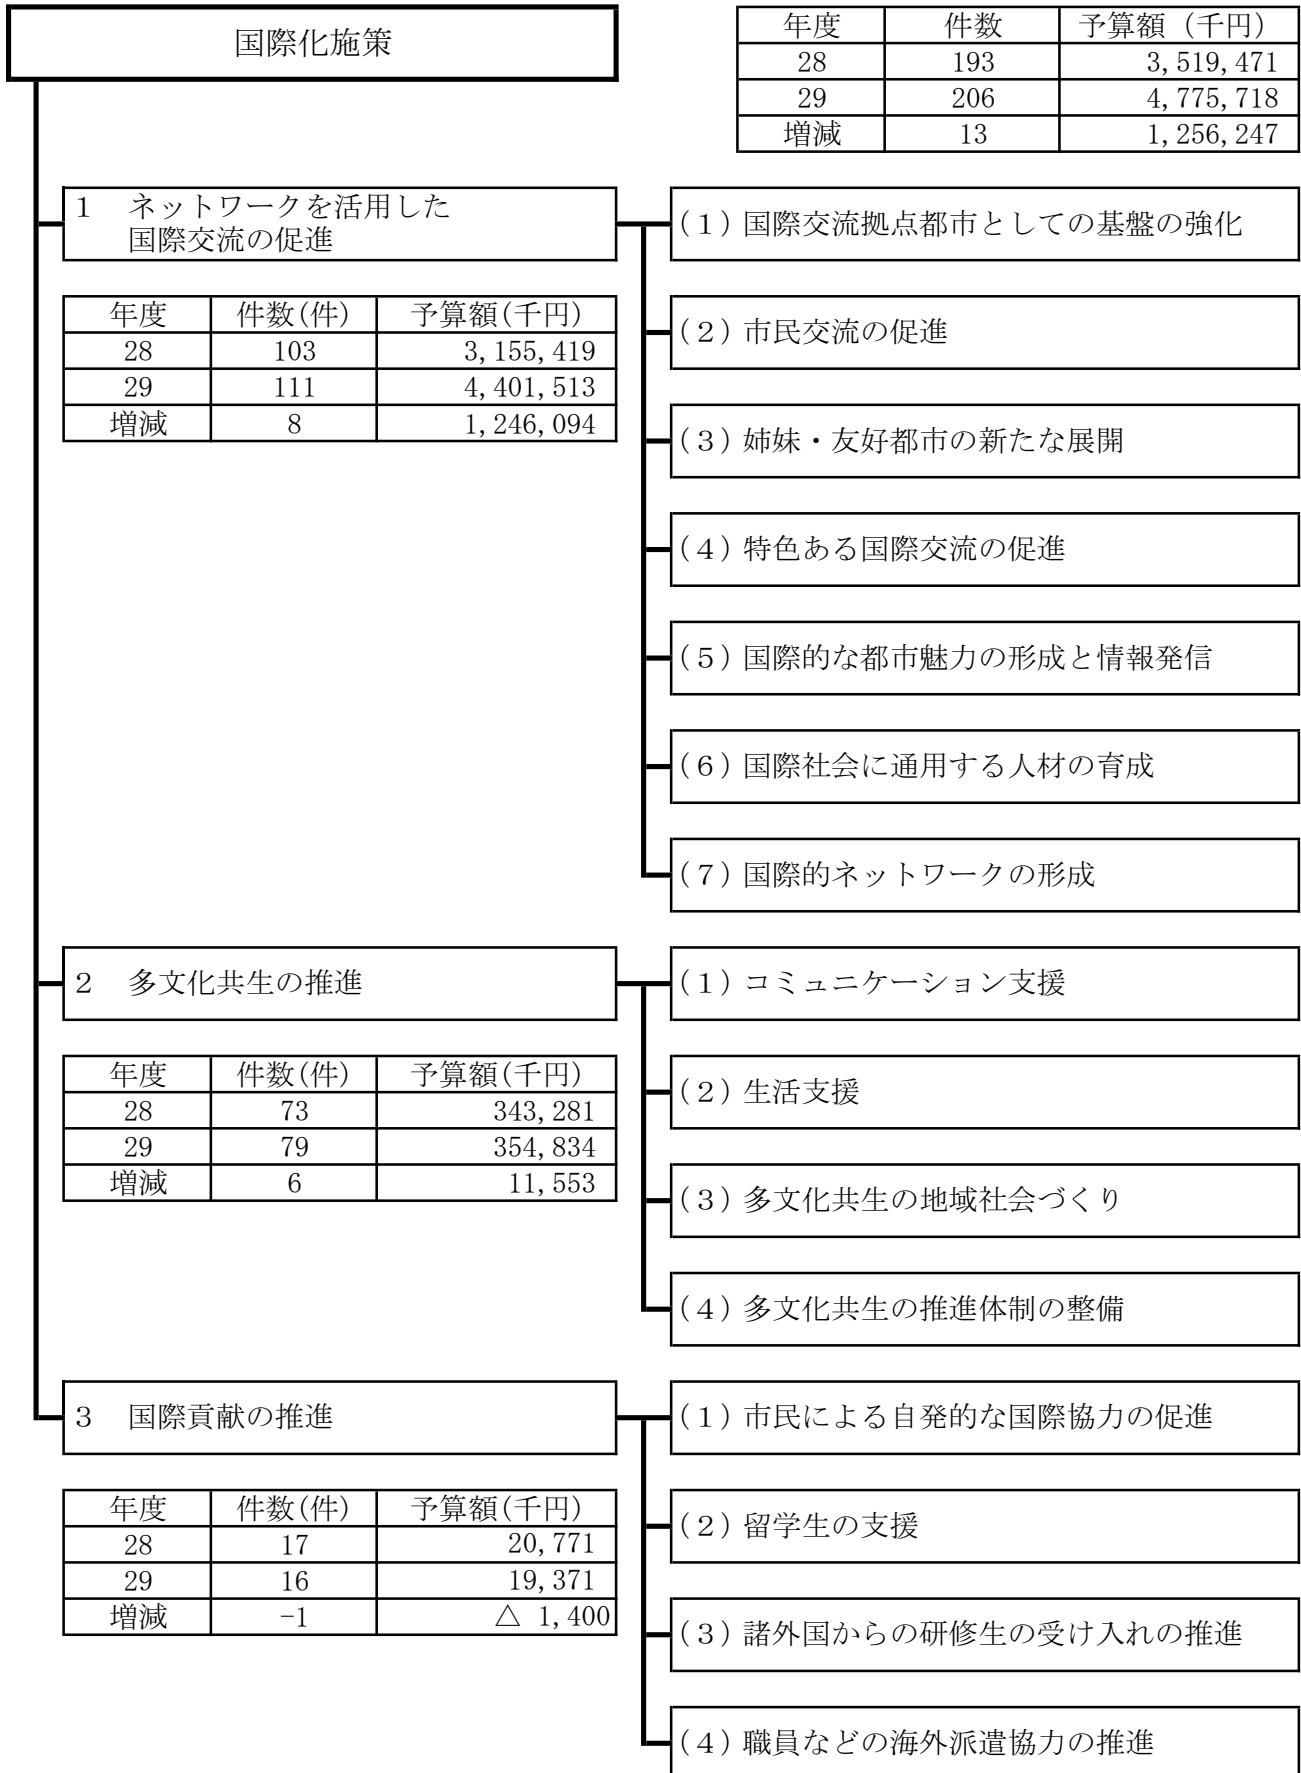 国際化施策
年度 件数 予算額（千円）
28 193 3,519,471
29 206 4,775,718
増減 13 1,256,247
１　ネットワークを活用した
国際交流の促進
年度 件数(件) 予算額(千円)
28 103 3,155,419
29 111 4,401,513
増減 8 1,246,094
(１)国際交流拠点都市としての基盤の強化
(２)市民交流の促進
(３)姉妹・友好都市の新たな展開
(４)特色ある国際交流の促進
(５)国際的な都市魅力の形成と情報発信
(６)国際社会に通用する人材の育成
(７)国際的ネットワークの形成
２　多文化共生の推進
年度 件数(件) 予算額(千円)
28 73 343,281
29 79 354,834
増減 6 11,553
(１)コミュニケーション支援
(２)生活支援
(３)多文化共生の地域社会づくり
(４)多文化共生の推進体制の整備
３　国際貢献の推進
年度 件数(件) 予算額(千円)
28 17 20,771
29 16 19,371
増減 -1 △ 1,400
(１)市民による自発的な国際協力の促進
(２)留学生の支援
(３)諸外国からの研修生の受け入れの推進
(４)職員などの海外派遣協力の推進